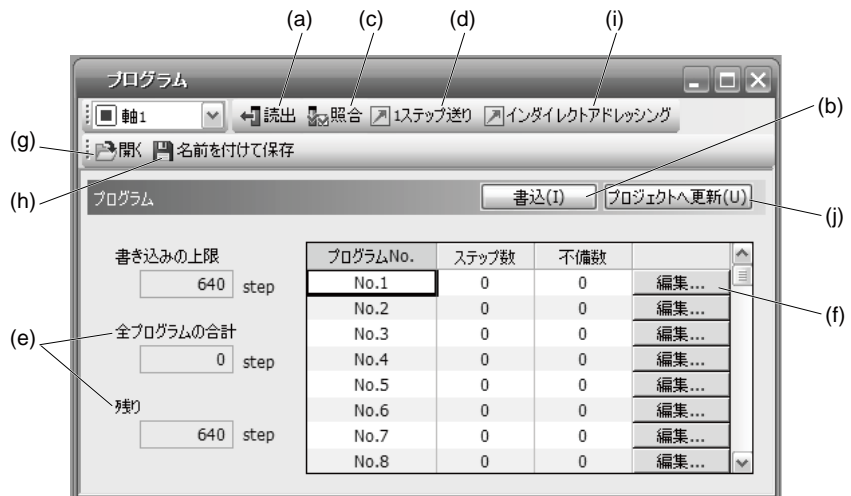 (a) (c) (d) (i)
プログラム
軸1 読出 照合 1ステップ送り インダイレクトアドレッシング
(b)
(g) 開く 名前を付けて保存
(h)
プログラム 書込(I) プロジェクトへ更新(U)
(j)
書き込みの上限 プログラムNo. ステップ数 不備数
640 step No.1 0 0 編集...
(f)
No.2 0 0 編集...
(e) 全プログラムの合計 No.3 0 0 編集...
0 step No.4 0 0 編集...
No.5 0 0 編集...
残り No.6 0 0 編集...
640 step No.7 0 0 編集...
No.8 0 0 編集...